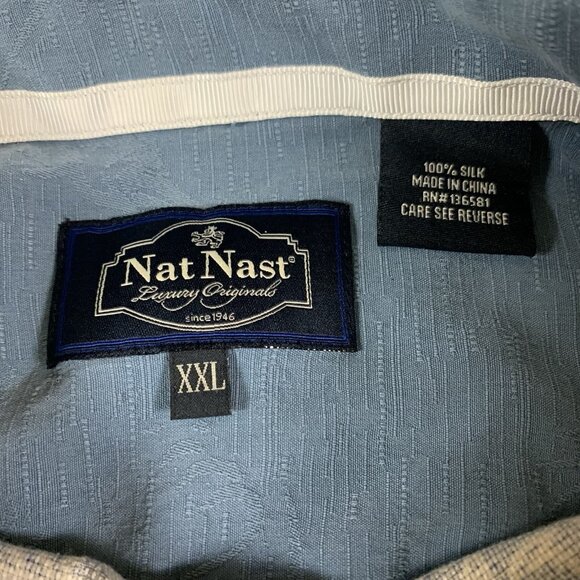 100% SILK
MADE IN CHINA
RN# 136581
CARE SEE REVERSE
Nat Nast®
Luxury Originals
since 1946
XXL